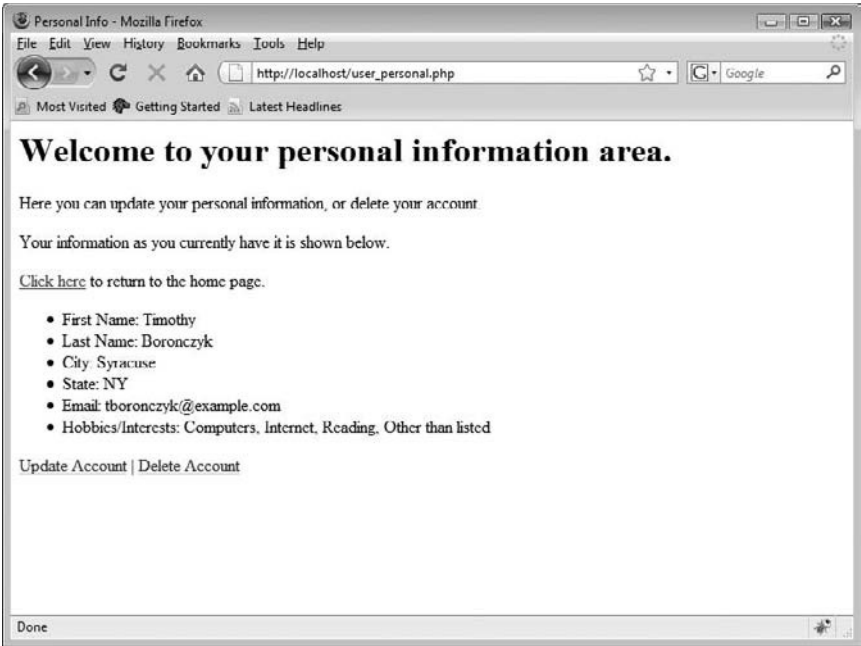 Personal Info - Mozilla Firefox
File Edit View History Bookmarks Tools Help
http://localhost/user_personal.php
G Google
Most Visited Getting Started Latest Headlines
Welcome to your personal information area.
Here you can update your personal information, or delete your account.
Your information as you currently have it is shown below.
Click here to return to the home page.
• First Name: Timothy
• Last Name: Boronczyk
• City: Syracuse
• State: NY
• Email: tboronczyk@example.com
• Hobbies/Interests: Computers, Internet, Reading, Other than listed
Update Account | Delete Account
Done